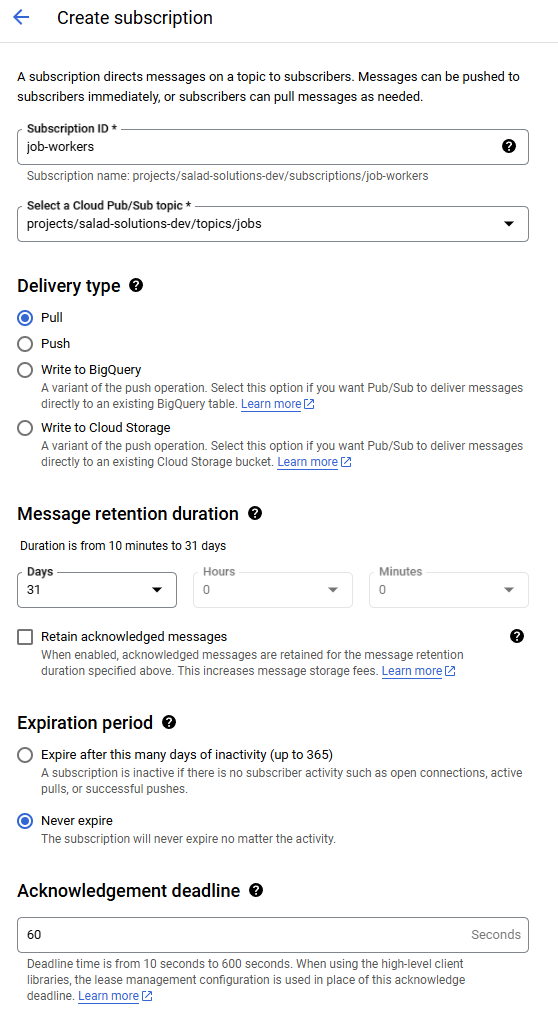 Create subscription
A subscription directs messages on a topic to subscribers. Messages can be pushed to
subscribers immediately, or subscribers can pull messages as needed.
Subscription ID *
job-workers
Subscription name: projects/salad-solutions-dev/subscriptions/job-workers
Select a Cloud Pub/Sub topic *
projects/salad-solutions-dev/topics/jobs
Delivery type
Pull
Push
Write to BigQuery
A variant of the push operation. Select this option if you want Pub/Sub to deliver messages
directly to an existing BigQuery table. Learn more
Write to Cloud Storage
A variant of the push operation. Select this option if you want Pub/Sub to deliver messages
directly to an existing Cloud Storage bucket. Learn more
Message retention duration
Duration is from 10 minutes to 31 days
Days Hours Minutes
31 0 0
Retain acknowledged messages
When enabled, acknowledged messages are retained for the message retention
duration specified above. This increases message storage fees. Learn more
Expiration period
Expire after this many days of inactivity (up to 365)
A subscription is inactive if there is no subscriber activity such as open connections, active
pulls, or successful pushes.
Never expire
The subscription will never expire no matter the activity.
Acknowledgement deadline
60 Seconds
Deadline time is from 10 seconds to 600 seconds. When using the high-level client
libraries, the lease management configuration is used in place of this acknowledge
deadline. Learn more